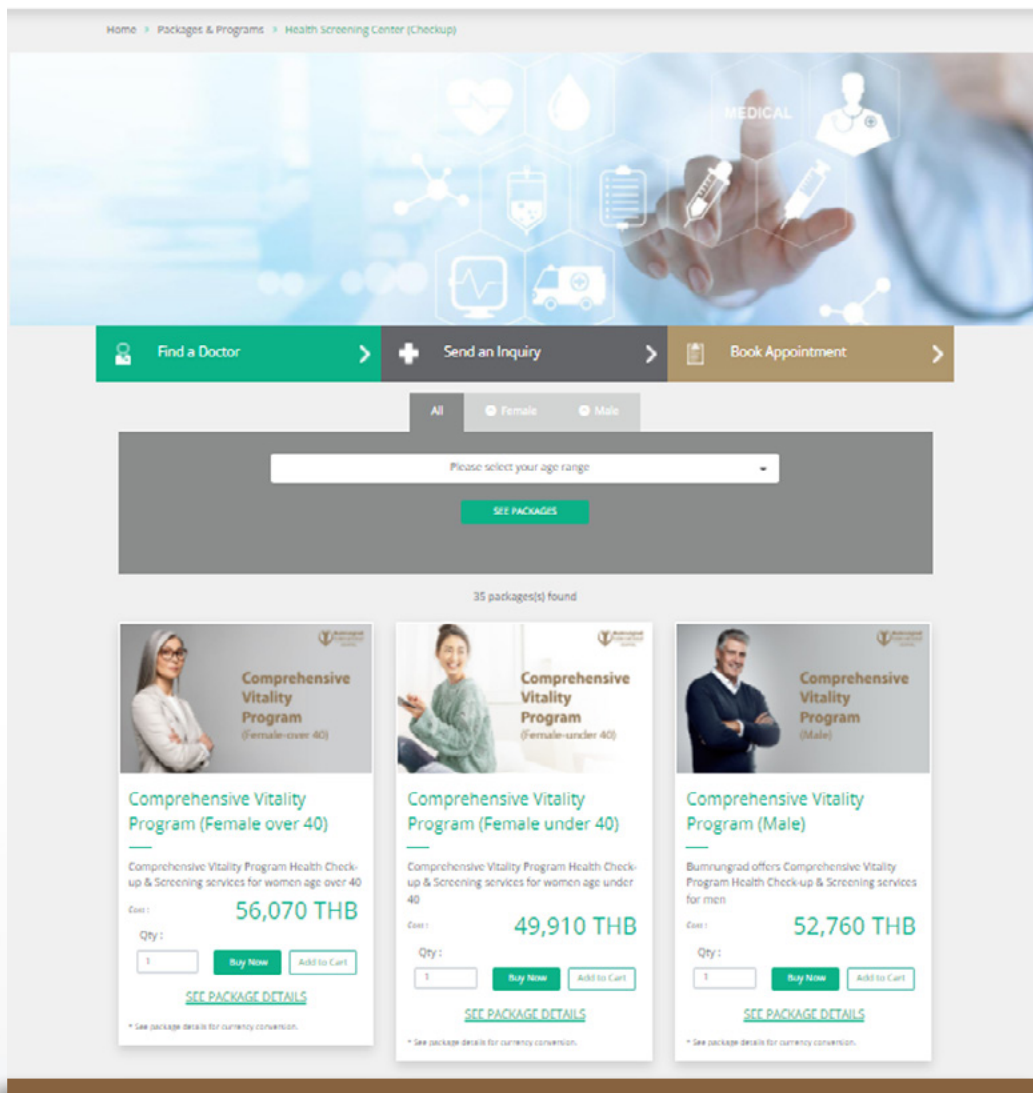 Home » Packages & Programs » Health Screening Center (Checkup)
MEDICAL
Find a Doctor
Send an Inquiry
Book Appointment
All
Female
Male
Please select your age range
SEE PACKAGES
35 packages(s) found
Comprehensive
Vitality
Program
(Female-over 40)
Comprehensive Vitality
Program (Female over 40)
Comprehensive Vitality Program Health Check-
up & Screening services for women age over 40
Cost :
56,070 THB
Qty :
1
Buy Now
Add to Cart
SEE PACKAGE DETAILS
* See package details for currency conversion.
Comprehensive
Vitality
Program
(Female-under 40)
Comprehensive Vitality
Program (Female under 40)
Comprehensive Vitality Program Health Check-
up & Screening services for women age under
40
Cost :
49,910 THB
Qty :
1
Buy Now
Add to Cart
SEE PACKAGE DETAILS
* See package details for currency conversion.
Comprehensive
Vitality
Program
(Male)
Comprehensive Vitality
Program (Male)
Bumrungrad offers Comprehensive Vitality
Program Health Check-up & Screening services
for men
Cost :
52,760 THB
Qty :
1
Buy Now
Add to Cart
SEE PACKAGE DETAILS
* See package details for currency conversion.